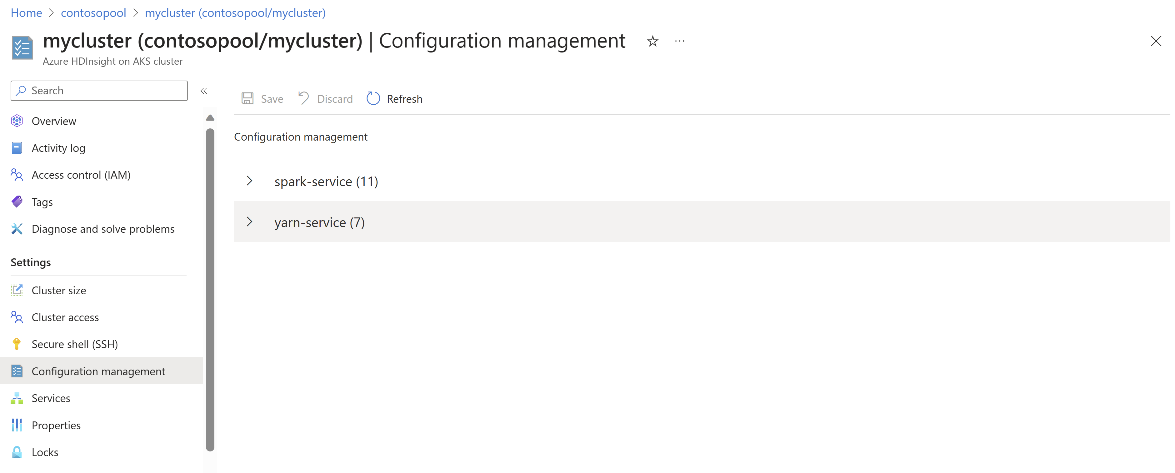 Home > contosopool > mycluster (contosopool/mycluster)
mycluster (contosopool/mycluster) | Configuration management
Azure HDInsight on AKS cluster
Search
Overview
Activity log
Access control (IAM)
Tags
Diagnose and solve problems
Settings
Cluster size
Cluster access
Secure shell (SSH)
Configuration management
Services
Properties
Locks
Save Discard Refresh
Configuration management
spark-service (11)
yarn-service (7)